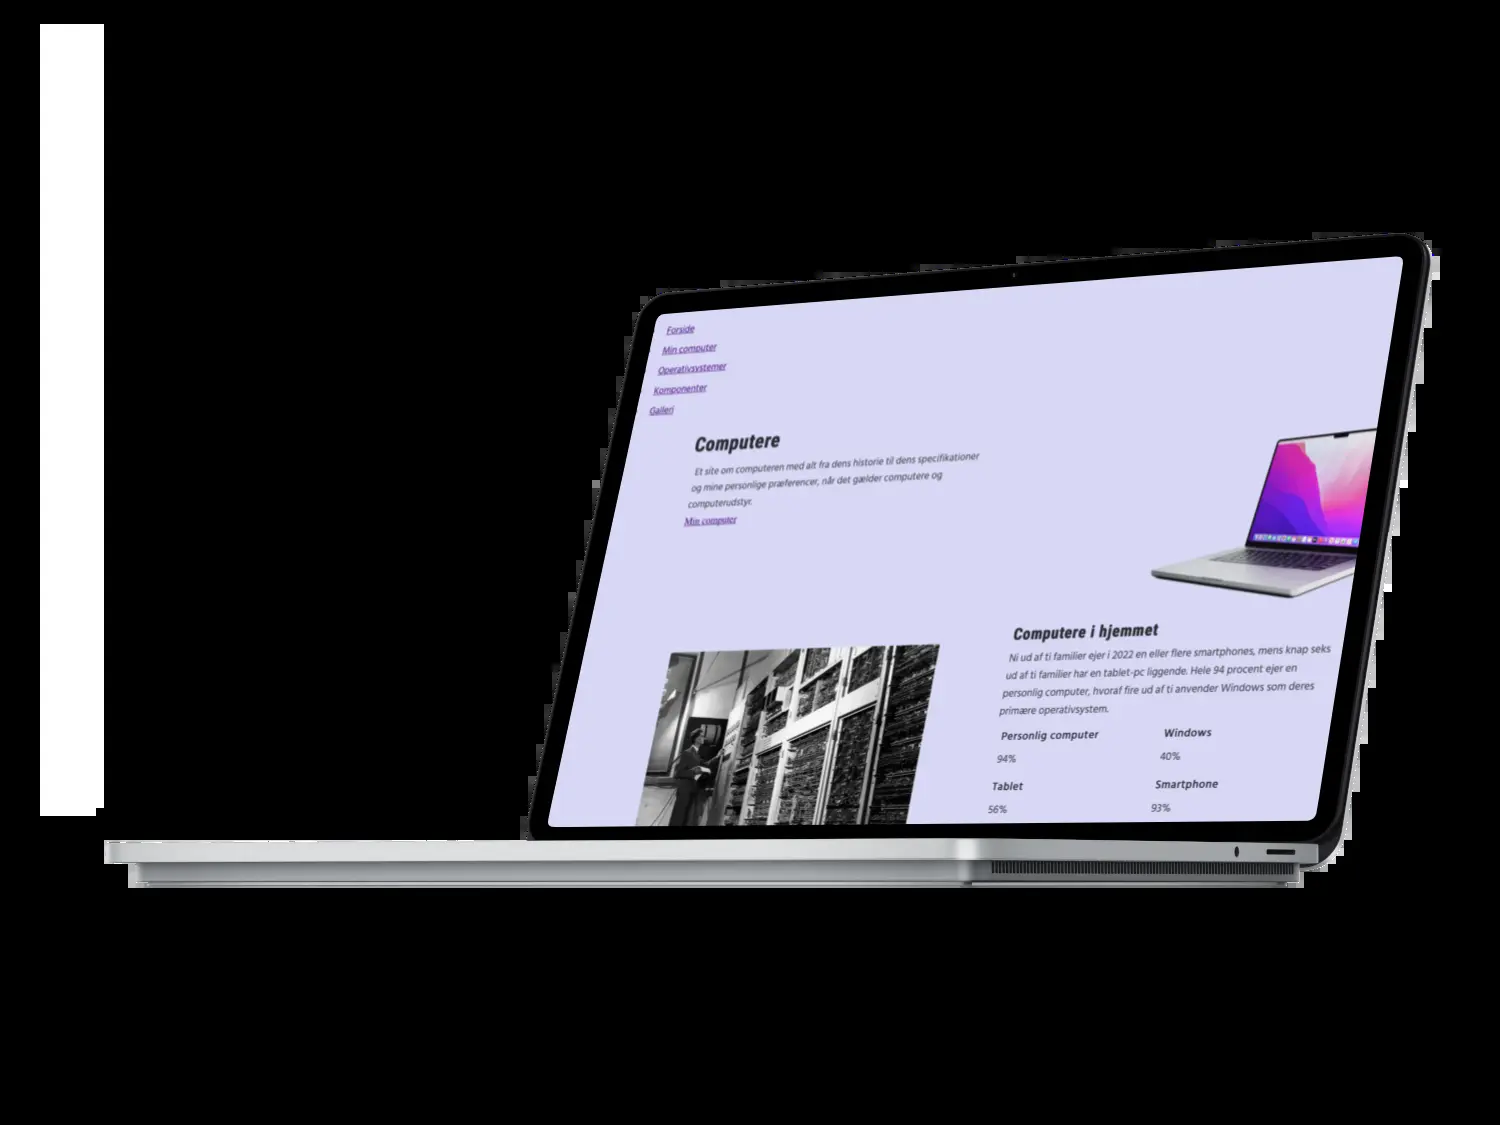 Forside
Min computer
Operativsystemer
Komponenter
Galleri
Computere
Et site om computeren med alt fra dens historie til dens specifikationer
og mine personlige præferencer, når det gælder computere og
computerudstyr.
Min computer
Computere i hjemmet
Ni ud af ti familier ejer i 2022 en eller flere smartphones, mens knap seks
ud af ti familier har en tablet-pc liggende. Hele 94 procent ejer en
personlig computer, hvoraf fire ud af ti anvender Windows som deres
primære operativsystem.
Personlig computer
Windows
94%
40%
Tablet
Smartphone
56%
93%